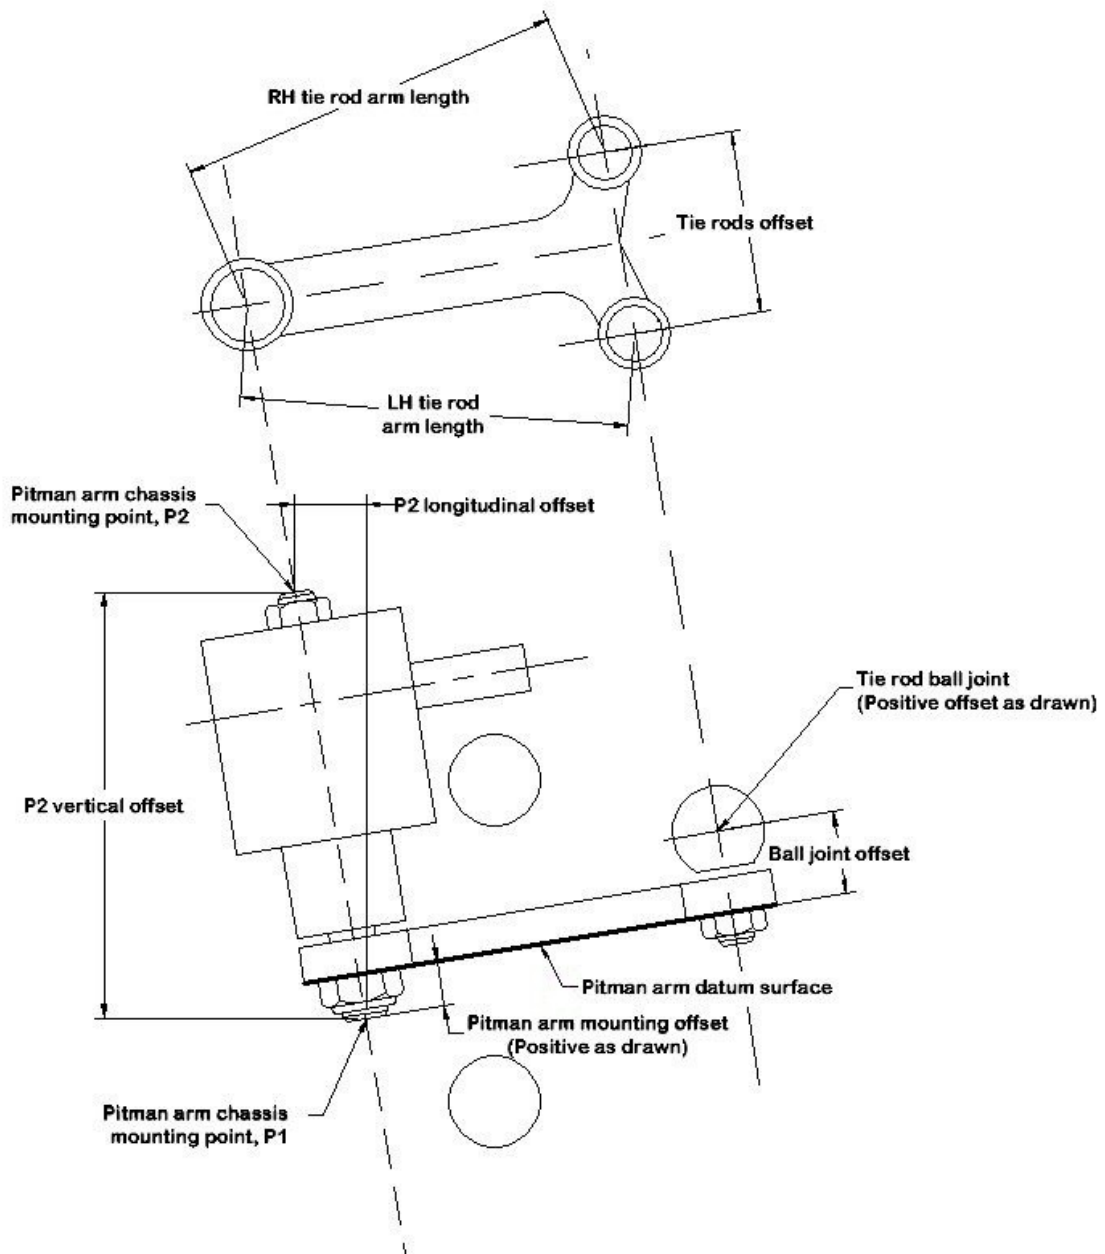 RH tie rod arm length
Tie rods offset
LH tie rod
arm length
Pitman arm chassis
mounting point, P2
P2 longitudinal offset
Tie rod ball joint
(Positive offset as drawn)
P2 vertical offset
Ball joint offset
Pitman arm datum surface
Pitman arm mounting offset
(Positive as drawn)
Pitman arm chassis
mounting point, P1